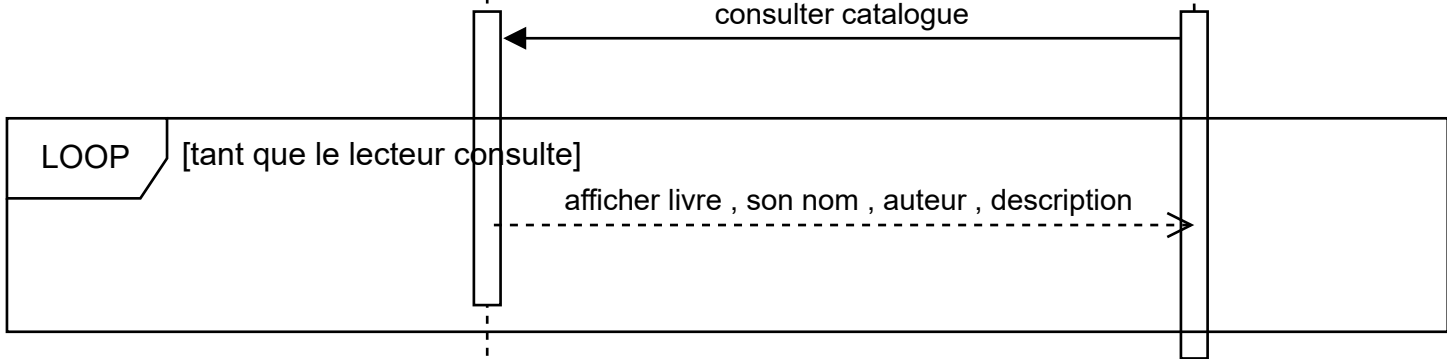 consulter catalogue
LOOP
[tant que le lecteur consulte]
afficher livre , son nom , auteur , description